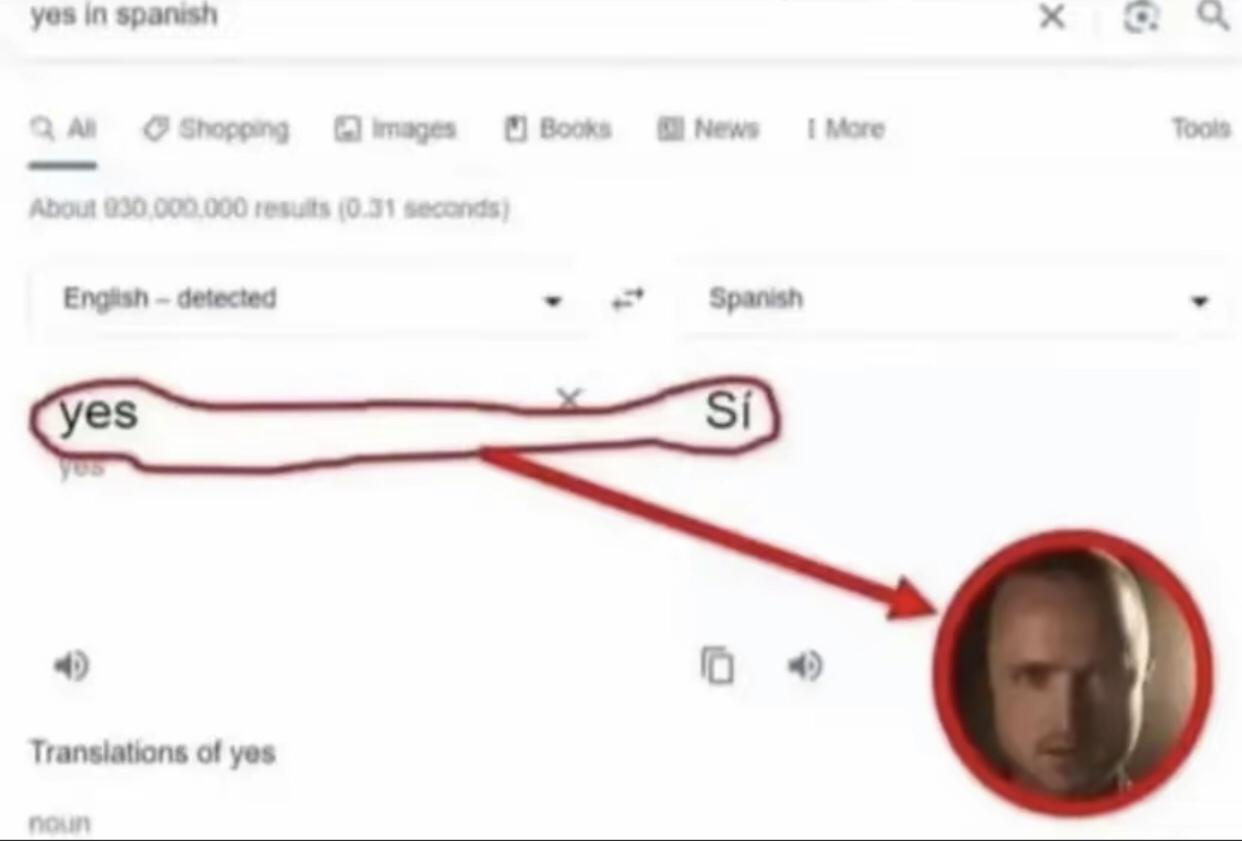 yes in spanish
All Shopping Images Books News More Tools
About 930,000,000 results (0.31 seconds)
English – detected Spanish
yes Sí
yes
Translations of yes
noun